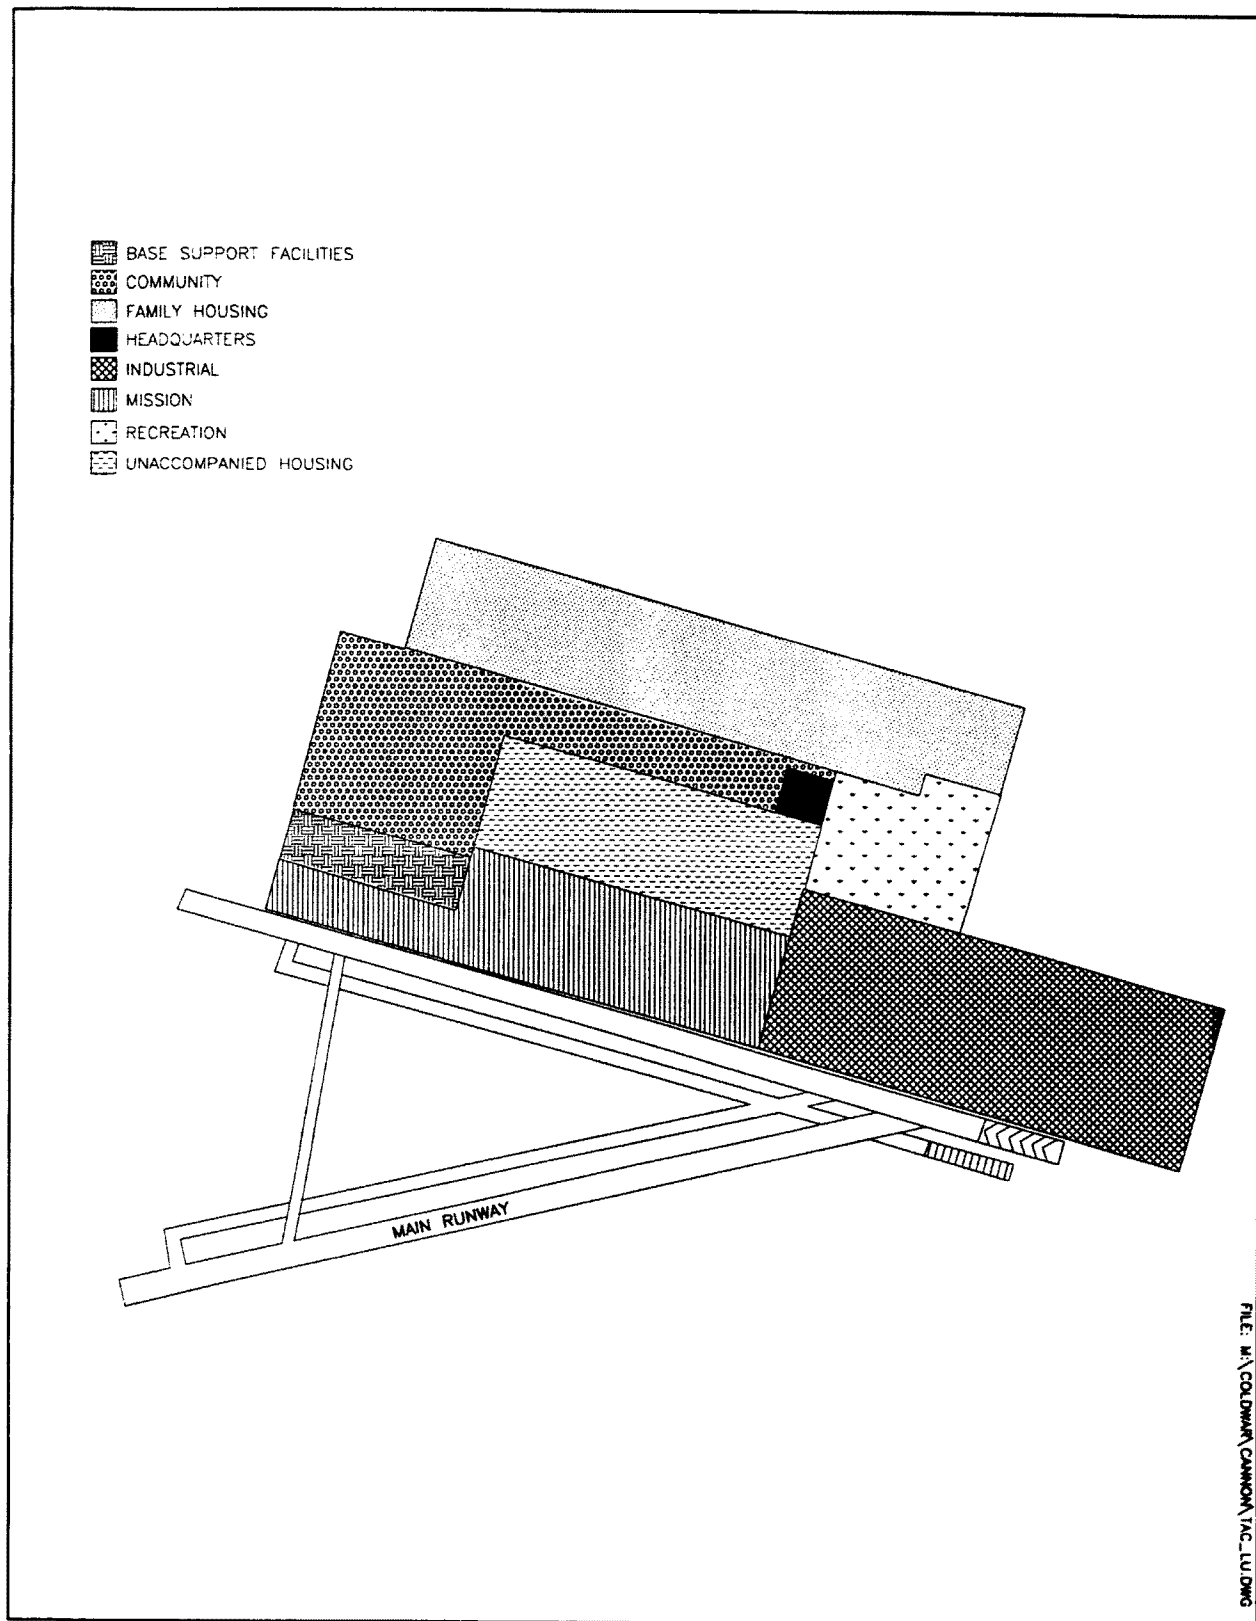 BASE SUPPORT FACILITIES
COMMUNITY
FAMILY HOUSING
HEADQUARTERS
INDUSTRIAL
MISSION
RECREATION
UNACCOMPANIED HOUSING
MAIN RUNWAY
FILE: M:\COLDWAR\CANNON\TAC_LU.DWG